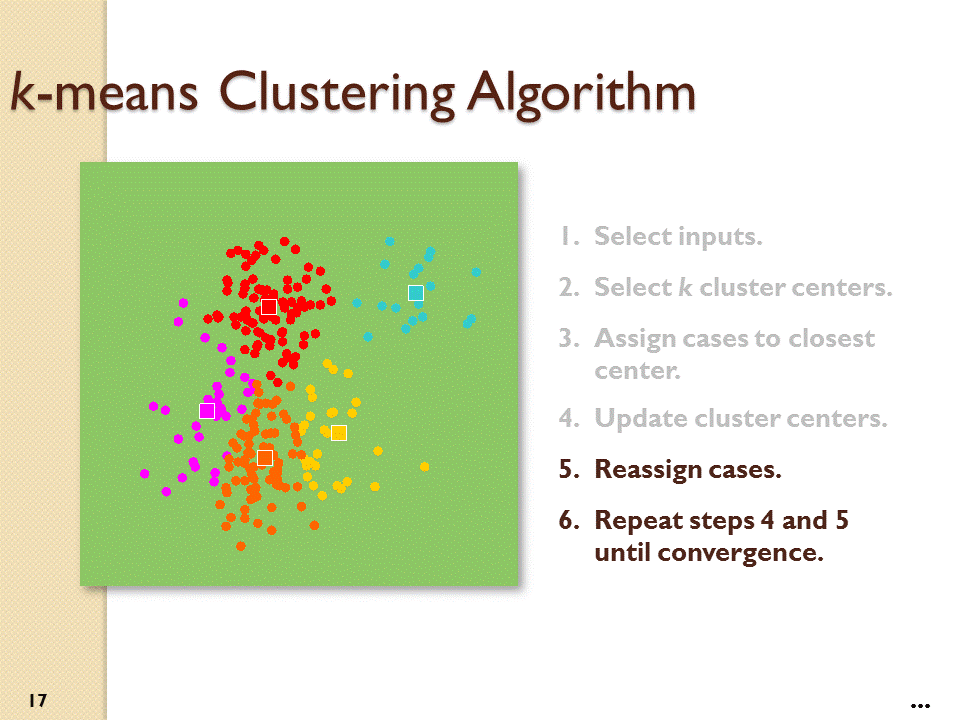 k-means Clustering Algorithm
1. Select inputs.
2. Select k cluster centers.
3. Assign cases to closest
center.
4. Update cluster centers.
5. Reassign cases.
6. Repeat steps 4 and 5
until convergence.
17
...